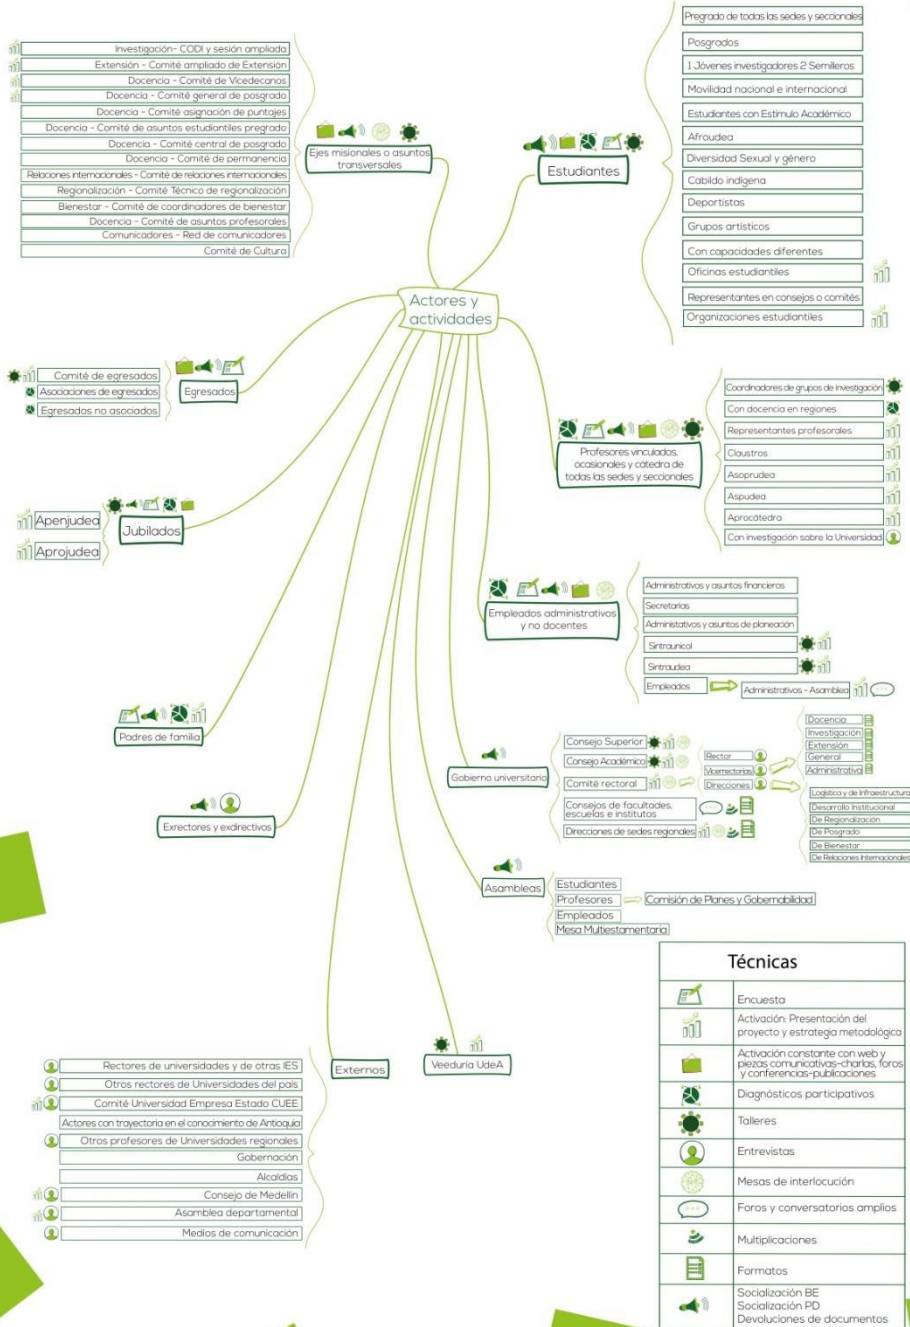 Investigación- CODI y sesión ampliada
Extensión - Comité ampliado de Extensión
Docencia - Comité de Vicedecanos
Docencia - Comité general de posgrado
Docencia - Comité asignación de puntajes
Docencia - Comité de asuntos estudiantiles pregrado
Docencia - Comité central de posgrado
Docencia - Comité de permanencia
Relaciones internacionales - Comité de relaciones internacionales
Regionalización - Comité Técnico de regionalización
Bienestar - Comité de coordinadores de bienestar
Docencia - Comité de asuntos profesorales
Comunicadores - Red de comunicadores
Comité de Cultura
Ejes misionales o asuntos
transversales
Estudiantes
Pregrado de todas las sedes y seccionales
Posgrados
1 Jóvenes investigadores 2 Semilleros
Movilidad nacional e internacional
Estudiantes con Estímulo Académico
Afroudea
Diversidad Sexual y género
Cabildo indígena
Deportistas
Grupos artísticos
Con capacidades diferentes
Oficinas estudiantiles
Representantes en consejos o comités
Organizaciones estudiantiles
Actores y
actividades
Comité de egresados
Asociaciones de egresados
Egresados no asociados
Egresados
Profesores vinculados,
ocasionales y cátedra de
todas las sedes y seccionales
Coordinadores de grupos de investigación
Con docencia en regiones
Representantes profesorales
Claustros
Asoprudea
Aspudea
Aprocátedra
Con investigación sobre la Universidad
Apenjudea
Aprojudea
Jubilados
Empleados administrativos
y no docentes
Administrativos y asuntos financieros
Secretarias
Administativos y asuntos de planeación
Sintraunicol
Sintraudea
Empleados
Administrativos - Asamblea
Padres de familia
Gobierno universitario
Consejo Superior
Consejo Académico
Comité rectoral
Consejos de facultades,
escuelas e institutos
Direcciones de sedes regionales
Rector
Vicerrectorías
Direcciones
Docencia
Investigación
Extensión
General
Administrativa
Logística y de Infraestructura
Desarrollo Institucional
De Regionalización
De Posgrado
De Bienestar
De Relaciones Internacionales
Exrectores y exdirectivos
Asambleas
Estudiantes
Profesores
Comisión de Planes y Gobernabilidad
Empleados
Mesa Multiestamentaria
Externos
Veeduría UdeA
Rectores de universidades y de otras IES
Otros rectores de Universidades del país
Comité Universidad Empresa Estado CUEE
Actores con trayectoria en el conocimiento de Antioquia
Otros profesores de Universidades regionales
Gobernación
Alcaldías
Consejo de Medellín
Asamblea departamental
Medios de comunicación
Técnicas
Encuesta
Activación: Presentación del
proyecto y estrategia metodológica
Activación constante con web y
piezas comunicativas-charlas, foros
y conferencias-publicaciones
Diagnósticos participativos
Talleres
Entrevistas
Mesas de interlocución
Foros y conversatorios amplios
Multiplicaciones
Formatos
Socialización BE
Socialización PD
Devoluciones de documentos